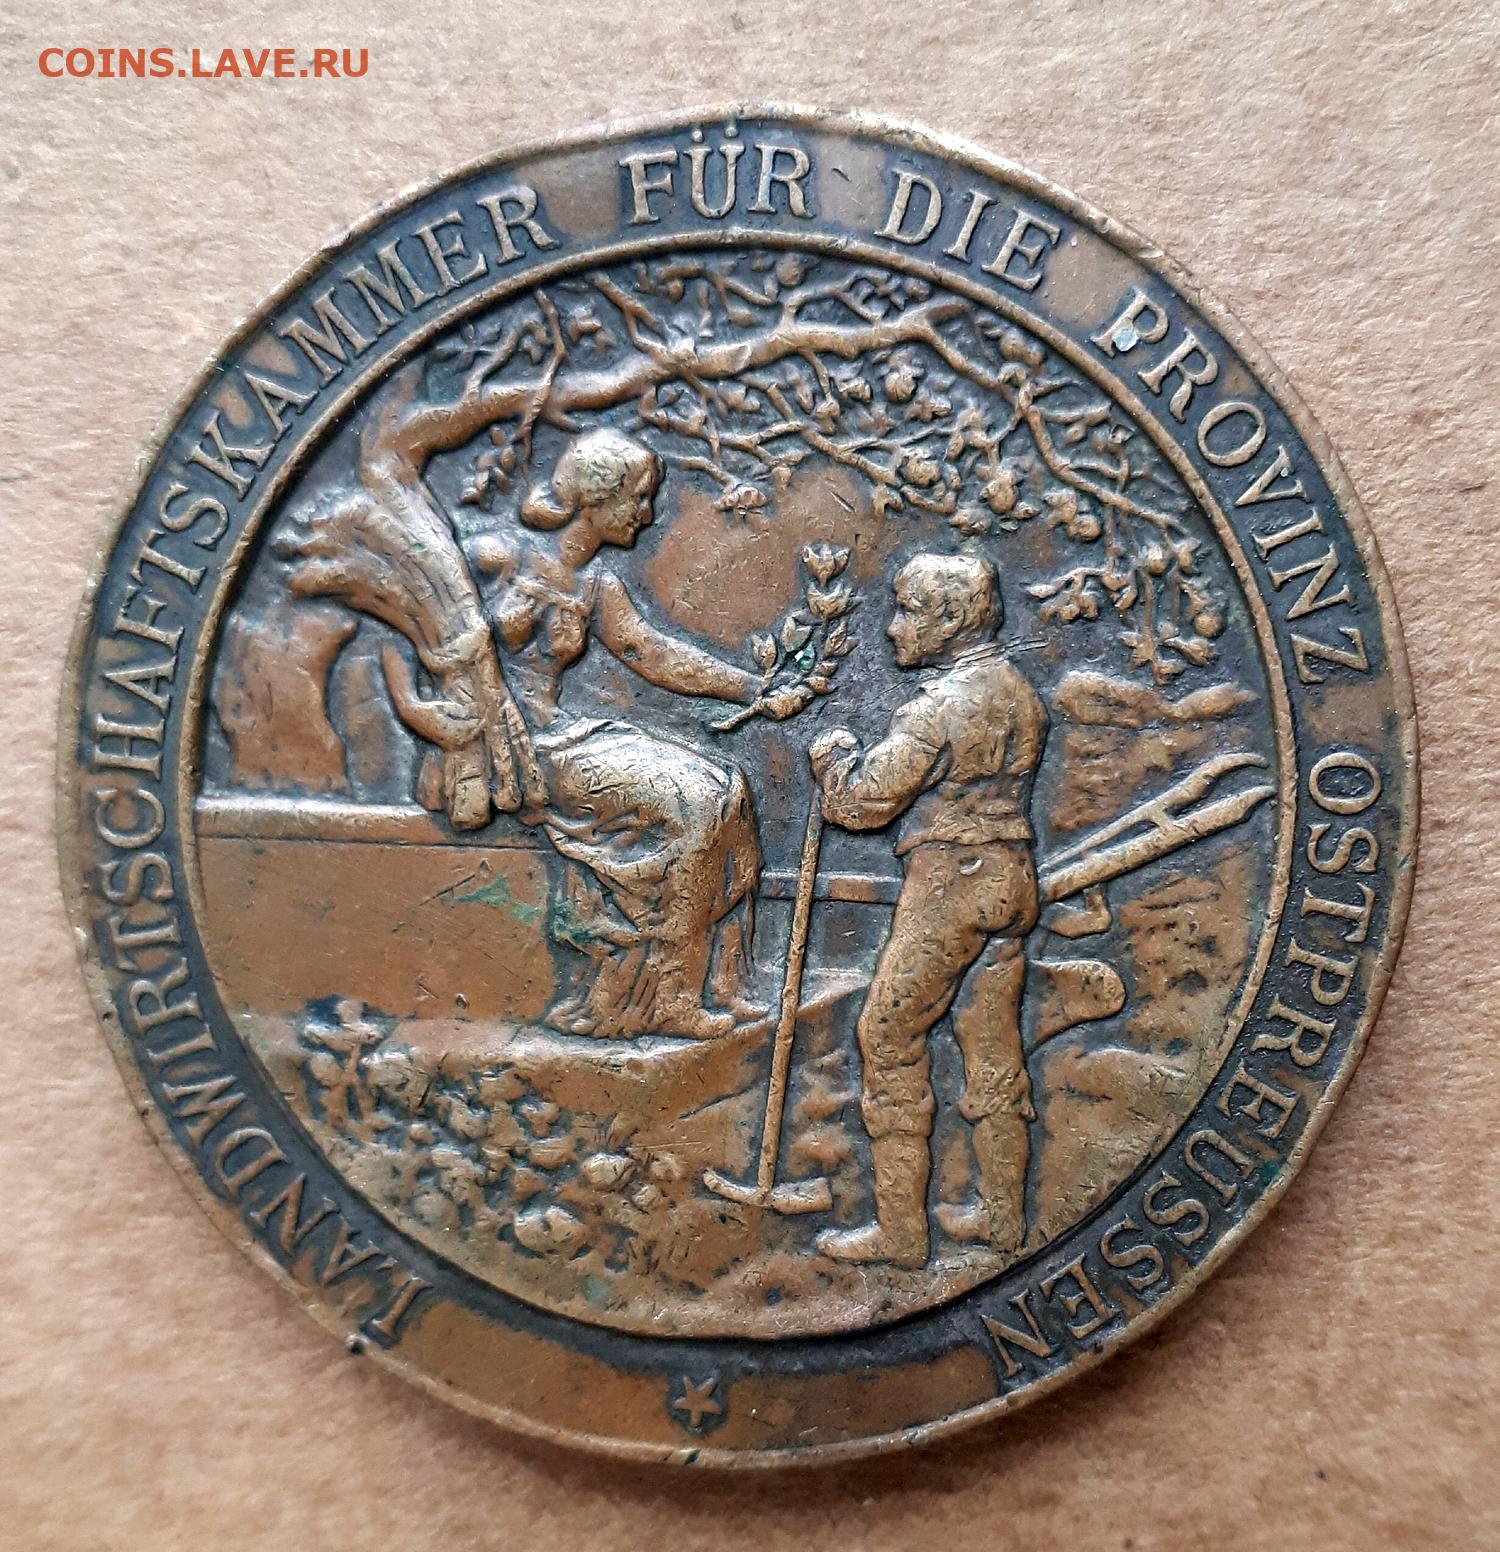 COINS.LAVE.RU
LANDWIRTSCHAFTSKAMMER FÜR DIE PROVINZ OSTPREUSSEN